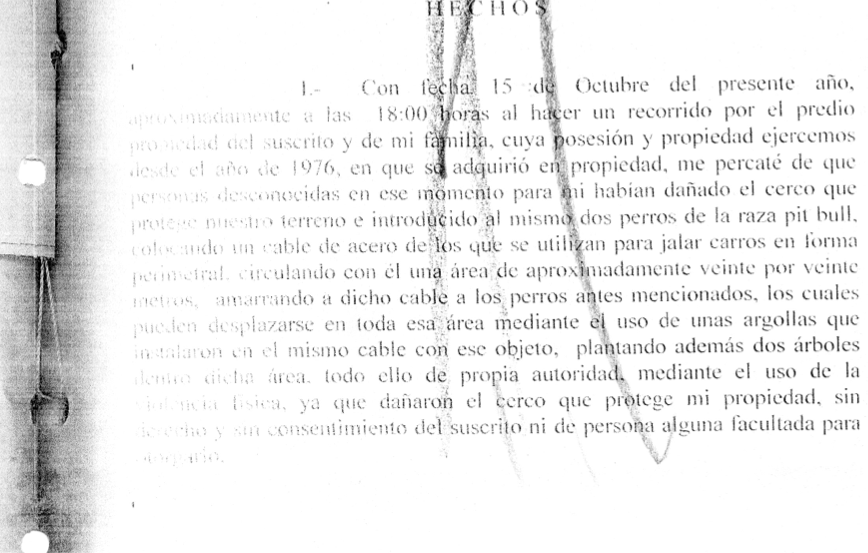 HECHOS
1.- Con fecha 15 de Octubre del presente año,
aproximadamente a las 18:00 horas al hacer un recorrido por el predio
propiedad del suscrito y de mi familia, cuya posesión y propiedad ejercemos
desde el año de 1976, en que se adquirió en propiedad, me percaté de que
personas desconocidas en ese momento para mi habían dañado el cerco que
protege nuestro terreno e introducido al mismo dos perros de la raza pit bull,
colocando un cable de acero de los que se utilizan para jalar carros en forma
perimetral, circulando con él una área de aproximadamente veinte por veinte
metros, amarrando a dicho cable a los perros antes mencionados, los cuales
pueden desplazarse en toda esa área mediante el uso de unas argollas que
instalaron en el mismo cable con ese objeto, plantando además dos árboles
dentro dicha área, todo ello de propia autoridad, mediante el uso de la
violencia física, ya que dañaron el cerco que protege mi propiedad, sin
derecho y sin consentimiento del suscrito ni de persona alguna facultada para
otorgarlo.